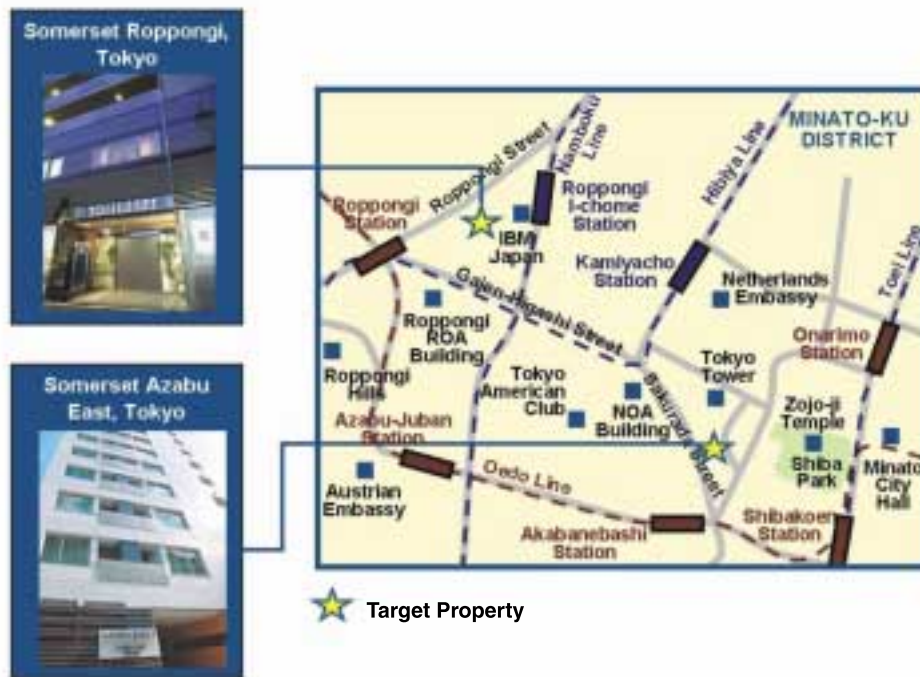 Somerset Roppongi,
Tokyo
SOMERSET
Somerset Azabu
East, Tokyo
MINATO-KU
DISTRICT
Roppongi Street
Namboku
Line
Hibiya Line
Toei Line
Roppongi
Station
IBM
Japan
Roppongi
I-chome
Station
Kamiyacho
Station
Netherlands
Embassy
Gaien-Higashi Street
Roppongi
ROA
Building
Onarimo
Station
Roppongi
Hills
Tokyo
American
Club
NOA
Building
Tokyo
Tower
Sakurada Street
Zojo-ji
Temple
Shiba
Park
Minato
City
Hall
Azabu-Juban
Station
Austrian
Embassy
Oedo Line
Akabanebashi
Station
Shibakoen
Station
Target Property